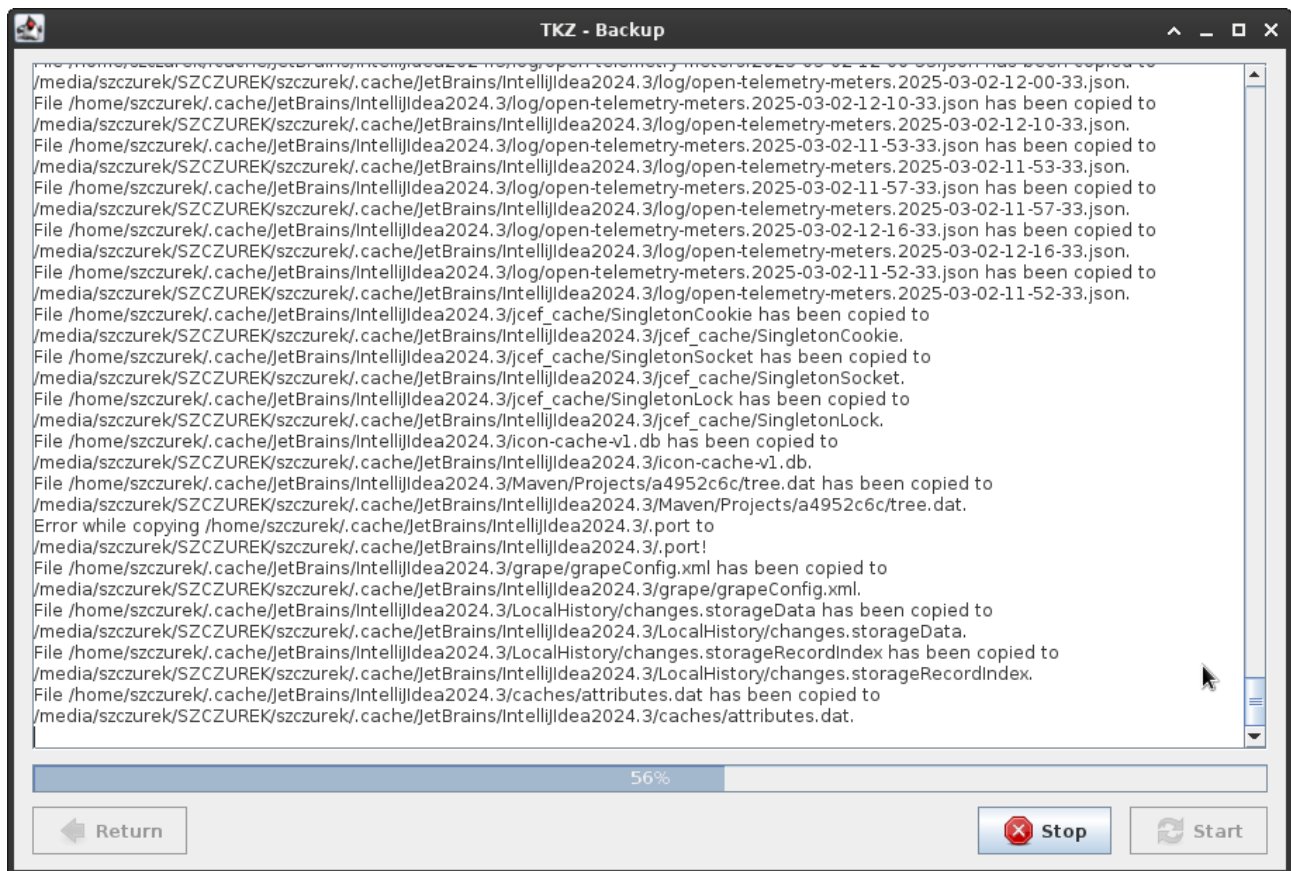 TKZ - Backup
/media/szczurek/SZCZUREK/szczurek/.cache/JetBrains/IntelliJIdea2024.3/log/open-telemetry-meters.2025-03-02-12-00-33.json.
File /home/szczurek/.cache/JetBrains/IntelliJIdea2024.3/log/open-telemetry-meters.2025-03-02-12-10-33.json has been copied to
/media/szczurek/SZCZUREK/szczurek/.cache/JetBrains/IntelliJIdea2024.3/log/open-telemetry-meters.2025-03-02-12-10-33.json.
File /home/szczurek/.cache/JetBrains/IntelliJIdea2024.3/log/open-telemetry-meters.2025-03-02-11-53-33.json has been copied to
/media/szczurek/SZCZUREK/szczurek/.cache/JetBrains/IntelliJIdea2024.3/log/open-telemetry-meters.2025-03-02-11-53-33.json.
File /home/szczurek/.cache/JetBrains/IntelliJIdea2024.3/log/open-telemetry-meters.2025-03-02-11-57-33.json has been copied to
/media/szczurek/SZCZUREK/szczurek/.cache/JetBrains/IntelliJIdea2024.3/log/open-telemetry-meters.2025-03-02-11-57-33.json.
File /home/szczurek/.cache/JetBrains/IntelliJIdea2024.3/log/open-telemetry-meters.2025-03-02-12-16-33.json has been copied to
/media/szczurek/SZCZUREK/szczurek/.cache/JetBrains/IntelliJIdea2024.3/log/open-telemetry-meters.2025-03-02-12-16-33.json.
File /home/szczurek/.cache/JetBrains/IntelliJIdea2024.3/log/open-telemetry-meters.2025-03-02-11-52-33.json has been copied to
/media/szczurek/SZCZUREK/szczurek/.cache/JetBrains/IntelliJIdea2024.3/log/open-telemetry-meters.2025-03-02-11-52-33.json.
File /home/szczurek/.cache/JetBrains/IntelliJIdea2024.3/jcef_cache/SingletonCookie has been copied to
/media/szczurek/SZCZUREK/szczurek/.cache/JetBrains/IntelliJIdea2024.3/jcef_cache/SingletonCookie.
File /home/szczurek/.cache/JetBrains/IntelliJIdea2024.3/jcef_cache/SingletonSocket has been copied to
/media/szczurek/SZCZUREK/szczurek/.cache/JetBrains/IntelliJIdea2024.3/jcef_cache/SingletonSocket.
File /home/szczurek/.cache/JetBrains/IntelliJIdea2024.3/jcef_cache/SingletonLock has been copied to
/media/szczurek/SZCZUREK/szczurek/.cache/JetBrains/IntelliJIdea2024.3/jcef_cache/SingletonLock.
File /home/szczurek/.cache/JetBrains/IntelliJIdea2024.3/icon-cache-v1.db has been copied to
/media/szczurek/SZCZUREK/szczurek/.cache/JetBrains/IntelliJIdea2024.3/icon-cache-v1.db.
File /home/szczurek/.cache/JetBrains/IntelliJIdea2024.3/Maven/Projects/a4952c6c/tree.dat has been copied to
/media/szczurek/SZCZUREK/szczurek/.cache/JetBrains/IntelliJIdea2024.3/Maven/Projects/a4952c6c/tree.dat.
Error while copying /home/szczurek/.cache/JetBrains/IntelliJIdea2024.3/.port to
/media/szczurek/SZCZUREK/szczurek/.cache/JetBrains/IntelliJIdea2024.3/.port!
File /home/szczurek/.cache/JetBrains/IntelliJIdea2024.3/grape/grapeConfig.xml has been copied to
/media/szczurek/SZCZUREK/szczurek/.cache/JetBrains/IntelliJIdea2024.3/grape/grapeConfig.xml.
File /home/szczurek/.cache/JetBrains/IntelliJIdea2024.3/LocalHistory/changes.storageData has been copied to
/media/szczurek/SZCZUREK/szczurek/.cache/JetBrains/IntelliJIdea2024.3/LocalHistory/changes.storageData.
File /home/szczurek/.cache/JetBrains/IntelliJIdea2024.3/LocalHistory/changes.storageRecordIndex has been copied to
/media/szczurek/SZCZUREK/szczurek/.cache/JetBrains/IntelliJIdea2024.3/LocalHistory/changes.storageRecordIndex.
File /home/szczurek/.cache/JetBrains/IntelliJIdea2024.3/caches/attributes.dat has been copied to
/media/szczurek/SZCZUREK/szczurek/.cache/JetBrains/IntelliJIdea2024.3/caches/attributes.dat.
56%
Return
Stop
Start